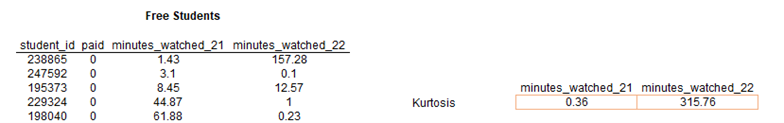 Free Students
student_id paid minutes_watched_21 minutes_watched_22
238865 0 1.43 157.28
247592 0 3.1 0.1
195373 0 8.45 12.57
229324 0 44.87 1
198040 0 61.88 0.23
minutes_watched_21 minutes_watched_22
Kurtosis 0.36 315.76